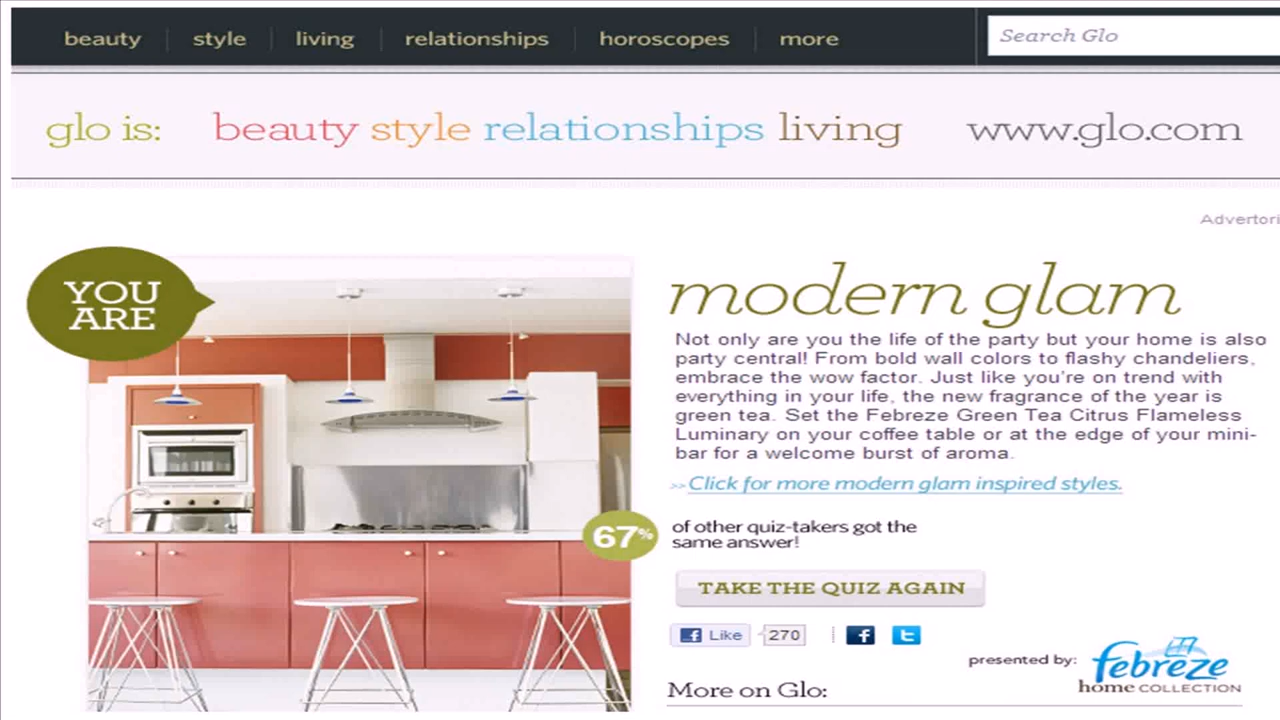 beauty style living relationships horoscopes more Search Glo
glo is: beauty style relationships living www.glo.com
YOU
ARE
modern glam
Not only are you the life of the party but your home is also
party central! From bold wall colors to flashy chandeliers,
embrace the wow factor. Just like you're on trend with
everything in your life, the new fragrance of the year is
green tea. Set the Febreze Green Tea Citrus Flameless
Luminary on your coffee table or at the edge of your mini-
bar for a welcome burst of aroma.
>> Click for more modern glam inspired styles.
67% of other quiz-takers got the
same answer!
TAKE THE QUIZ AGAIN
Like 270
presented by: febreze
home COLLECTION
More on Glo: